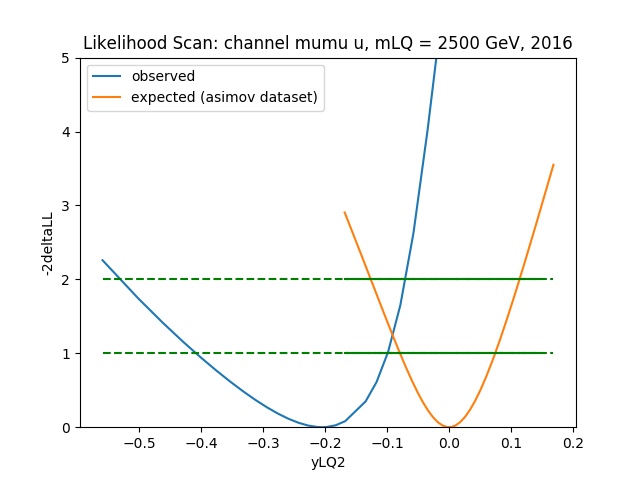 Likelihood Scan: channel mumu u, mLQ = 2500 GeV, 2016
observed
expected (asimov dataset)
-2deltaLL
5
4
3
2
1
0
−0.5
−0.4
−0.3
−0.2
−0.1
0.0
0.1
0.2
yLQ2